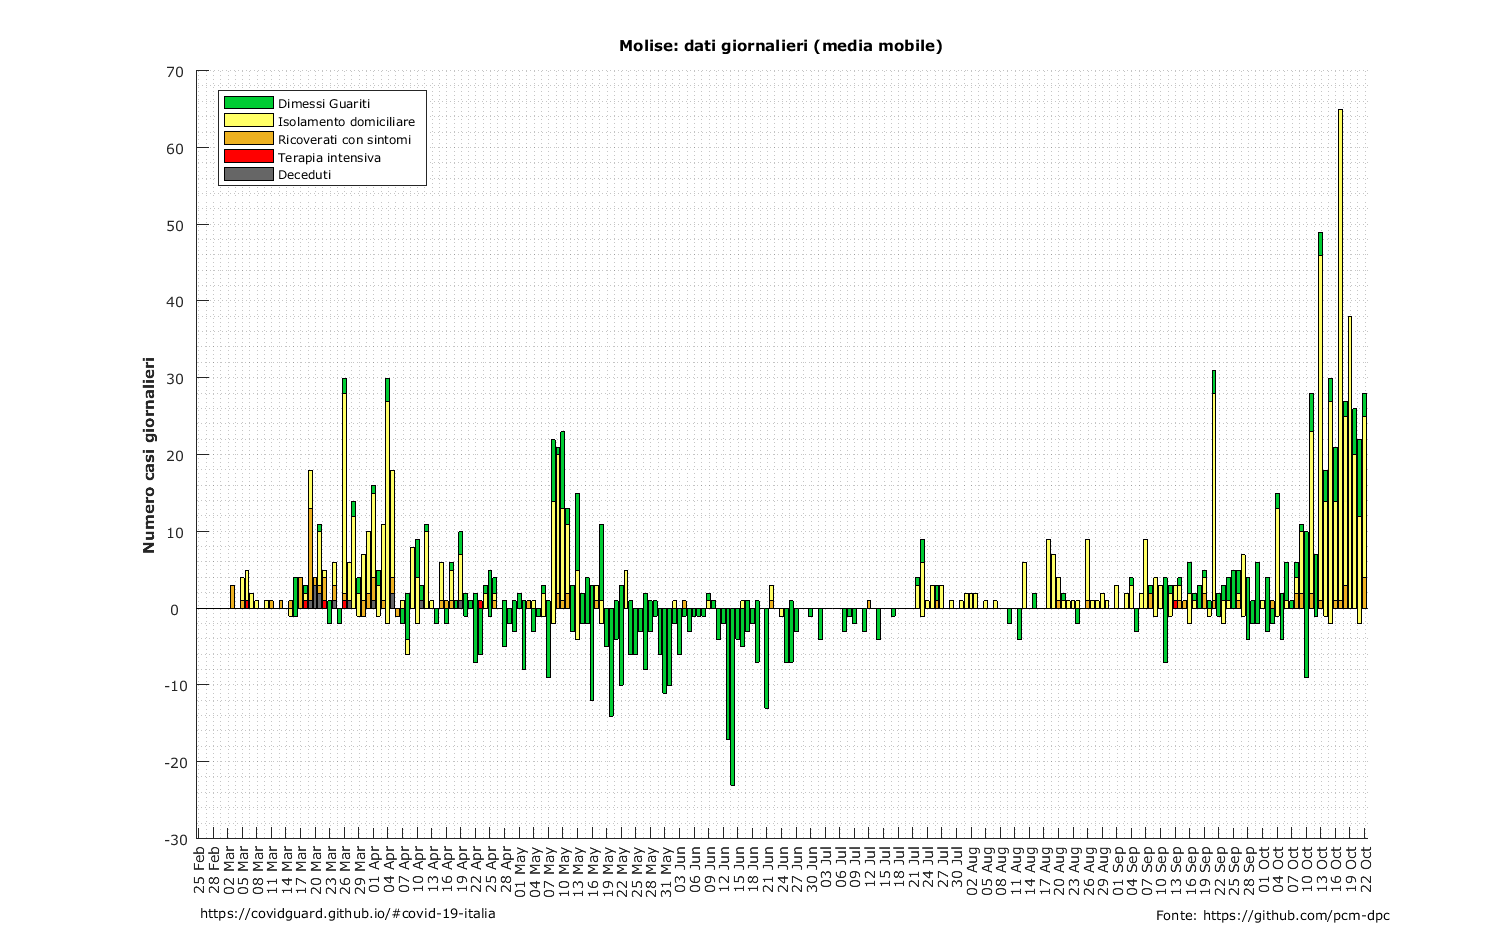 Molise: dati giornalieri (media mobile)
Dimessi Guariti
Isolamento domiciliare
Ricoverati con sintomi
Terapia intensiva
Deceduti
Numero casi giornalieri
70
60
50
40
30
20
10
0
-10
-20
-30
25 Feb
28 Feb
02 Mar
05 Mar
08 Mar
11 Mar
14 Mar
17 Mar
20 Mar
23 Mar
26 Mar
29 Mar
01 Apr
04 Apr
07 Apr
10 Apr
13 Apr
16 Apr
19 Apr
22 Apr
25 Apr
28 Apr
01 May
04 May
07 May
10 May
13 May
16 May
19 May
22 May
25 May
28 May
31 May
03 Jun
06 Jun
09 Jun
12 Jun
15 Jun
18 Jun
21 Jun
24 Jun
27 Jun
30 Jun
03 Jul
06 Jul
09 Jul
12 Jul
15 Jul
18 Jul
21 Jul
24 Jul
27 Jul
30 Jul
02 Aug
05 Aug
08 Aug
11 Aug
14 Aug
17 Aug
20 Aug
23 Aug
26 Aug
29 Aug
01 Sep
04 Sep
07 Sep
10 Sep
13 Sep
16 Sep
19 Sep
22 Sep
25 Sep
28 Sep
01 Oct
04 Oct
07 Oct
10 Oct
13 Oct
16 Oct
19 Oct
22 Oct
https://covidguard.github.io/#covid-19-italia
Fonte: https://github.com/pcm-dpc